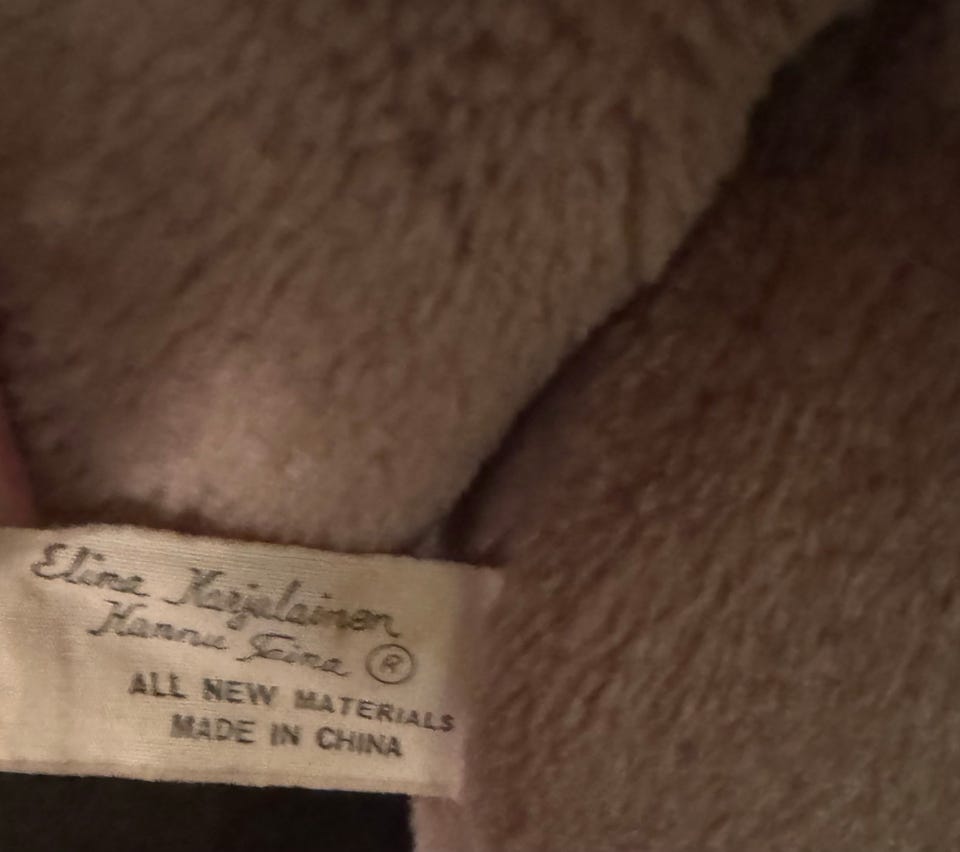 Elina Karjalainen
Hannu Taina ®
ALL NEW MATERIALS
MADE IN CHINA